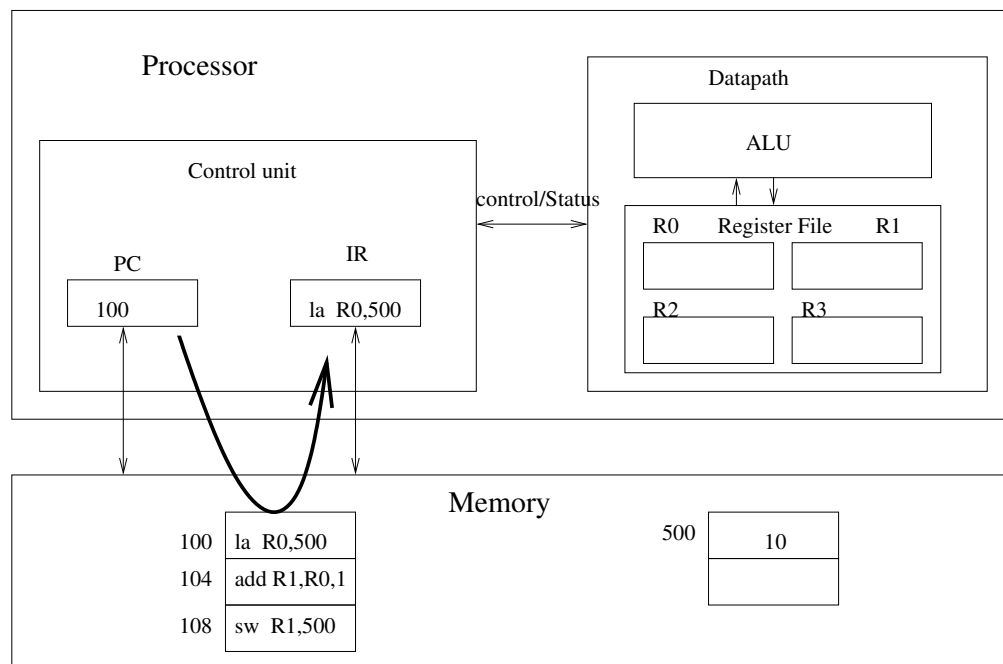 Processor
Control unit
PC
100
IR
la R0,500
control/Status
Datapath
ALU
R0 Register File R1
R2 R3
Memory
100 la R0,500
104 add R1,R0,1
108 sw R1,500
500 10